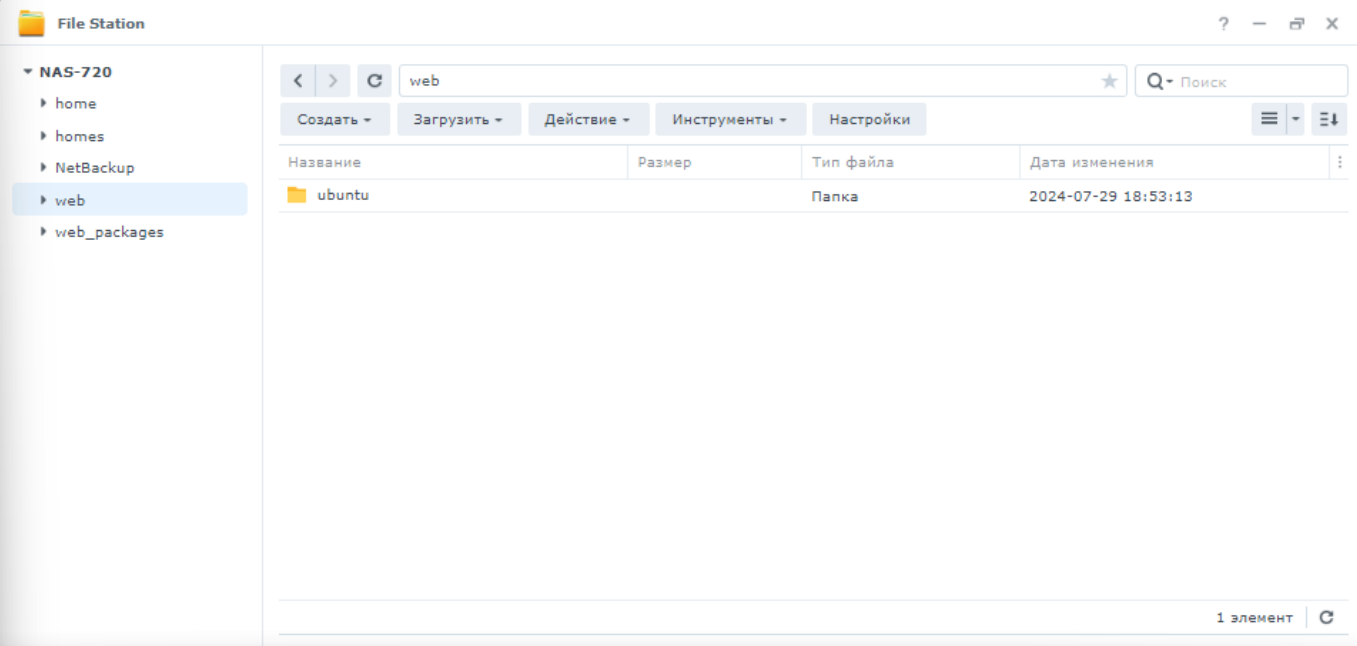 File Station
NAS-720
home
homes
NetBackup
web
web_packages
web
Поиск
Создать Загрузить Действие Инструменты Настройки
Название Размер Тип файла Дата изменения
ubuntu Папка 2024-07-29 18:53:13
1 элемент